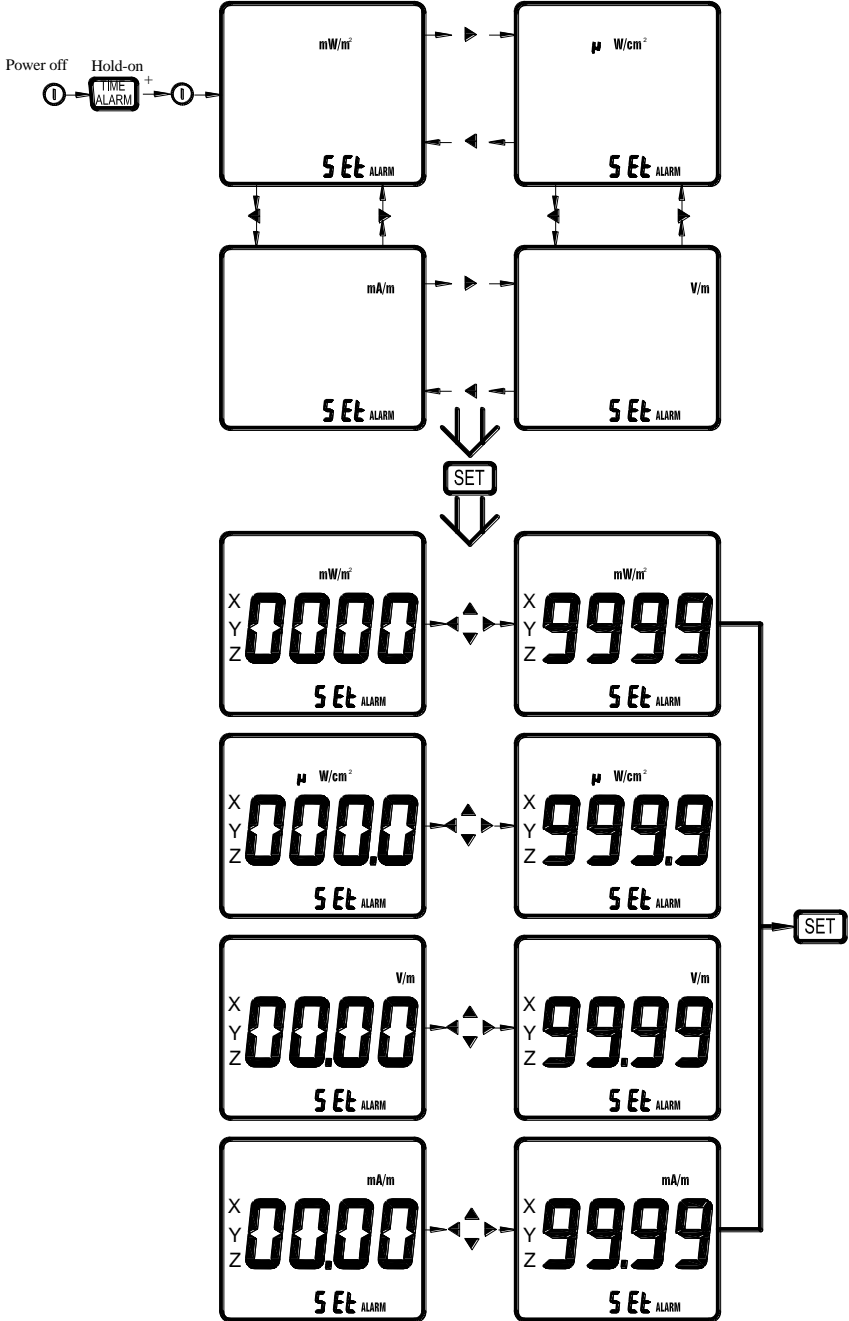 mW/m²
μ W/cm²
Power off
Hold-on
TIME
ALARM
+
SEt ALARM
SEt ALARM
mA/m
V/m
SEt ALARM
SEt ALARM
SET
mW/m²
mW/m²
X
Y
Z
0000
X
Y
Z
9999
SEt ALARM
SEt ALARM
μ W/cm²
μ W/cm²
X
Y
Z
000.0
X
Y
Z
999.9
SEt ALARM
SEt ALARM
SET
V/m
V/m
X
Y
Z
00.00
X
Y
Z
99.99
SEt ALARM
SEt ALARM
mA/m
mA/m
X
Y
Z
00.00
X
Y
Z
99.99
SEt ALARM
SEt ALARM